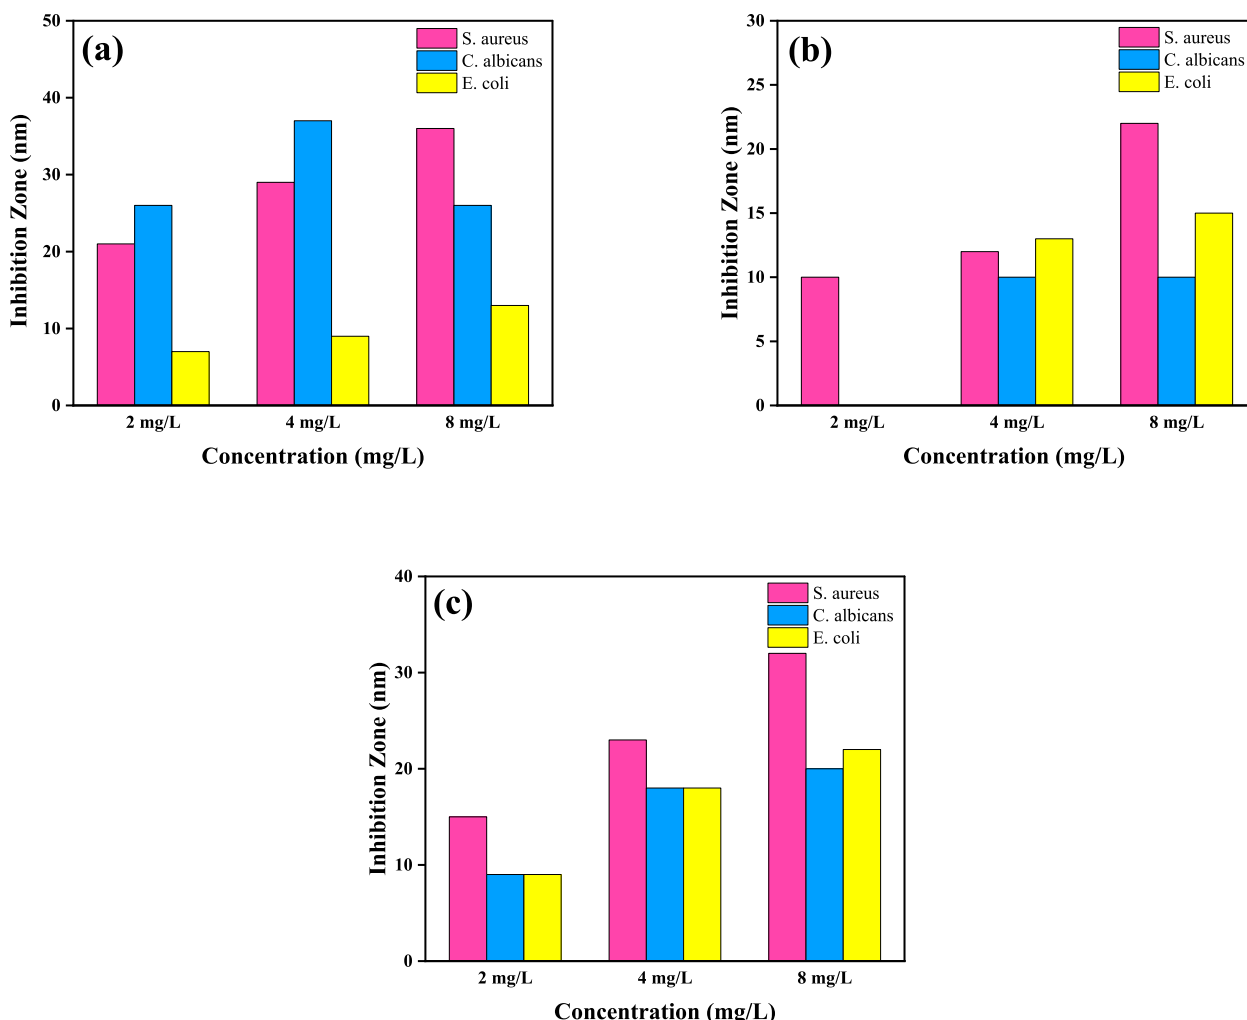 (a)
S. aureus
C. albicans
E. coli
50
40
30
20
10
0
Inhibition Zone (nm)
2 mg/L 4 mg/L 8 mg/L
Concentration (mg/L)
(b)
S. aureus
C. albicans
E. coli
30
25
20
15
10
5
0
Inhibition Zone (nm)
2 mg/L 4 mg/L 8 mg/L
Concentration (mg/L)
(c)
S. aureus
C. albicans
E. coli
40
30
20
10
0
Inhibition Zone (nm)
2 mg/L 4 mg/L 8 mg/L
Concentration (mg/L)